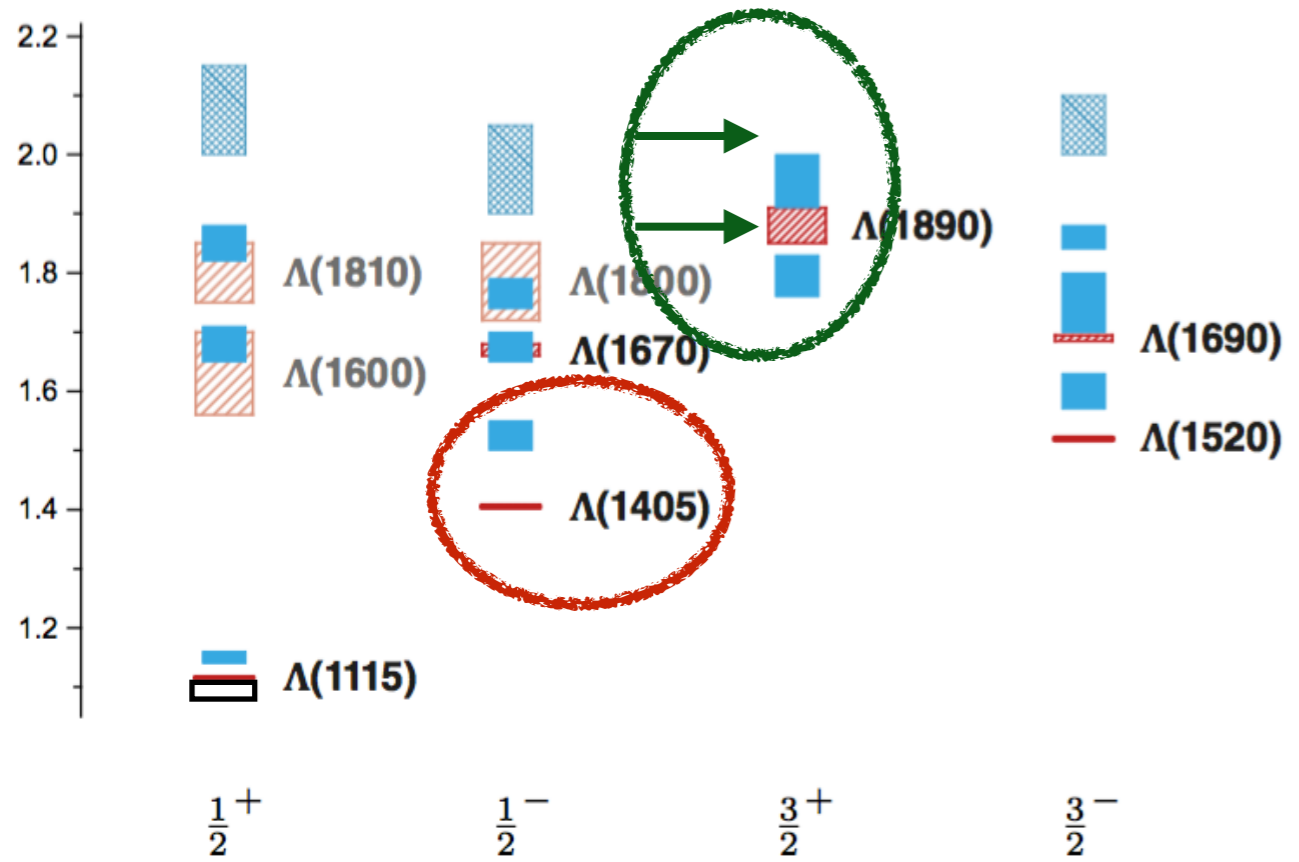 2.2
2.0
1.8
1.6
1.4
1.2
Λ(1810)
Λ(1600)
Λ(1115)
Λ(1800)
Λ(1670)
Λ(1405)
Λ(1890)
Λ(1690)
Λ(1520)
1/2+
1/2−
3/2+
3/2−